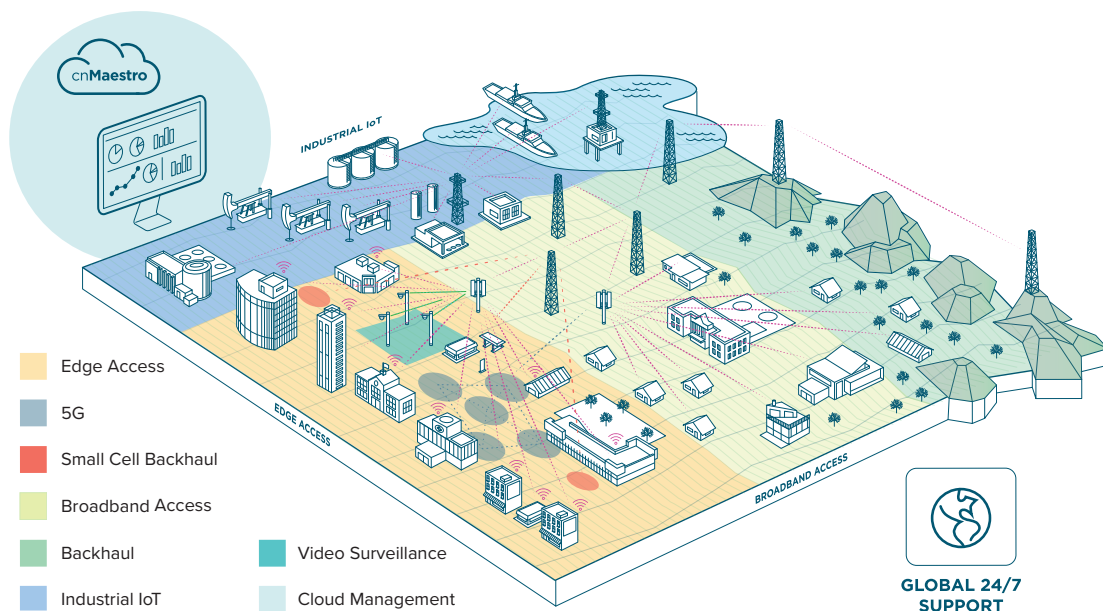 cnMaestro
INDUSTRIAL IoT
EDGE ACCESS
BROADBAND ACCESS
Edge Access
5G
Small Cell Backhaul
Broadband Access
Backhaul
Industrial IoT
Video Surveillance
Cloud Management
GLOBAL 24/7
SUPPORT